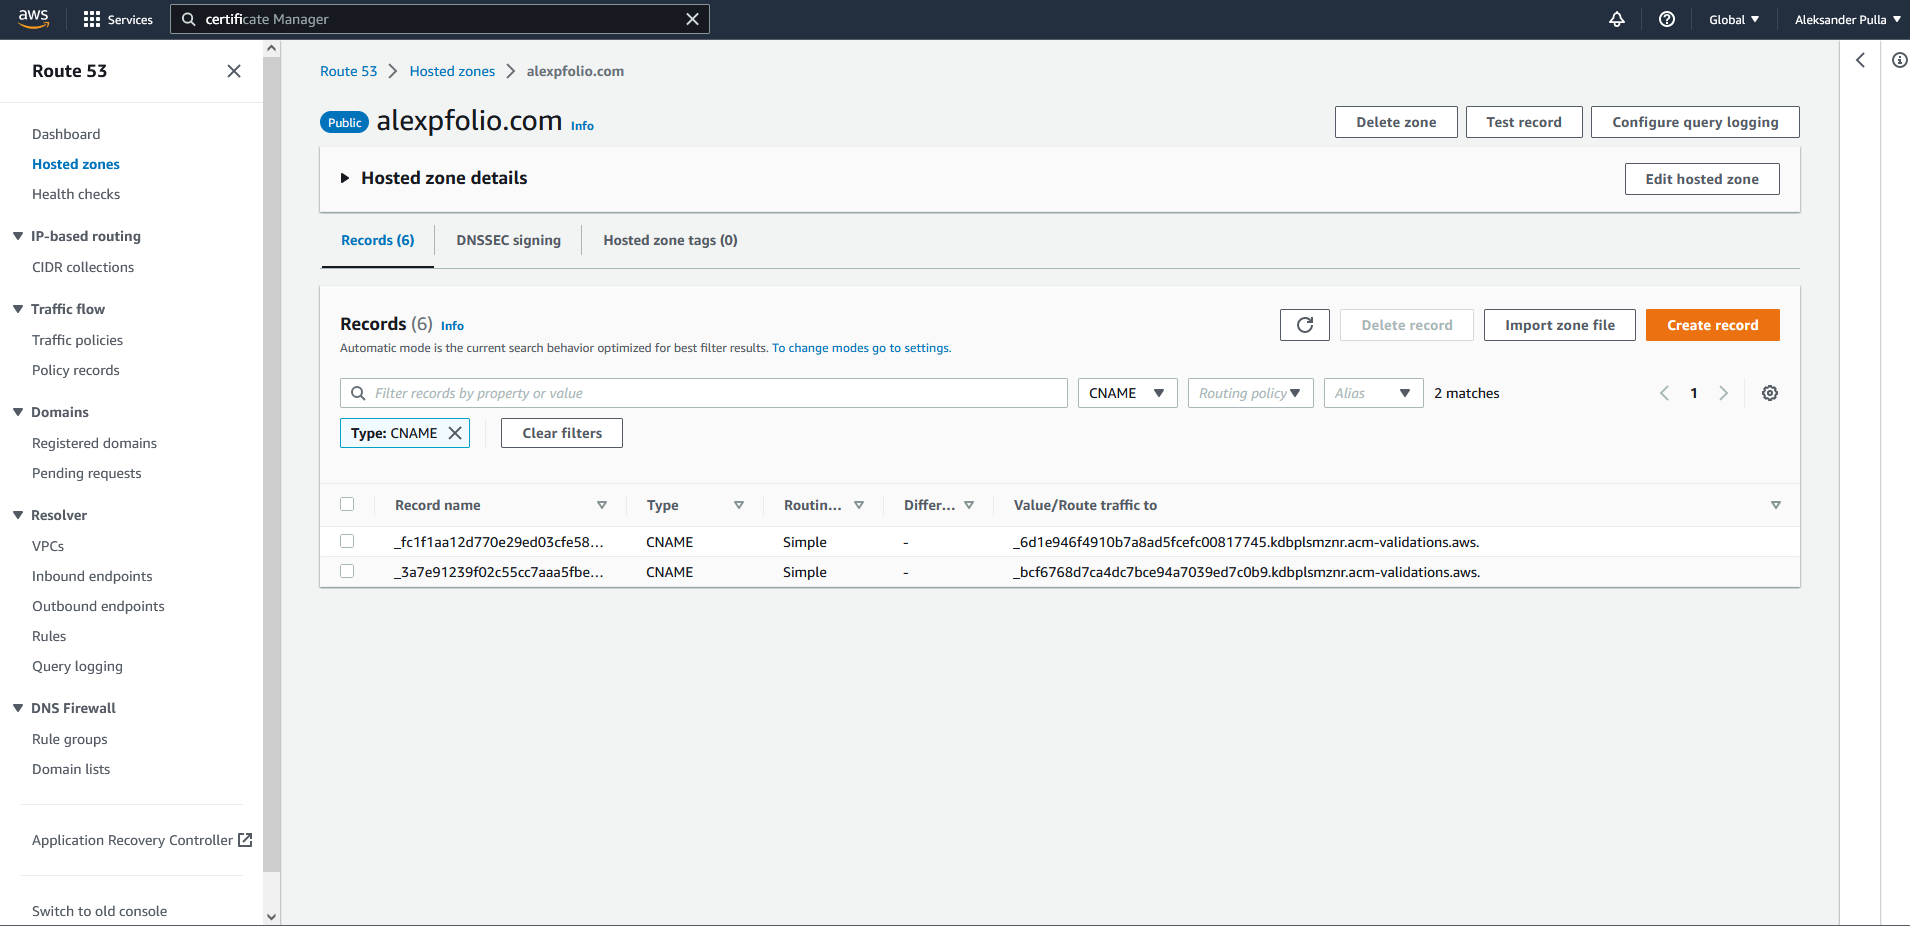 aws
Services
certificate Manager
Global
Aleksander Pulla
Route 53
Dashboard
Hosted zones
Health checks
IP-based routing
CIDR collections
Traffic flow
Traffic policies
Policy records
Domains
Registered domains
Pending requests
Resolver
VPCs
Inbound endpoints
Outbound endpoints
Rules
Query logging
DNS Firewall
Rule groups
Domain lists
Application Recovery Controller
Switch to old console
Route 53 > Hosted zones > alexpfolio.com
Public alexpfolio.com Info
Delete zone
Test record
Configure query logging
Hosted zone details
Edit hosted zone
Records (6)
DNSSEC signing
Hosted zone tags (0)
Records (6) Info
Automatic mode is the current search behavior optimized for best filter results. To change modes go to settings.
Delete record
Import zone file
Create record
Filter records by property or value
CNAME
Routing policy
Alias
2 matches
1
Type: CNAME
Clear filters
Record name Type Routin... Differ... Value/Route traffic to
_fc1f1aa12d770e29ed03cfe58... CNAME Simple - _6d1e946f4910b7a8ad5fcefc00817745.kdbplsmznr.acm-validations.aws.
_3a7e91239f02c55cc7aaa5fbe... CNAME Simple - _bcf6768d7ca4dc7bce94a7039ed7c0b9.kdbplsmznr.acm-validations.aws.